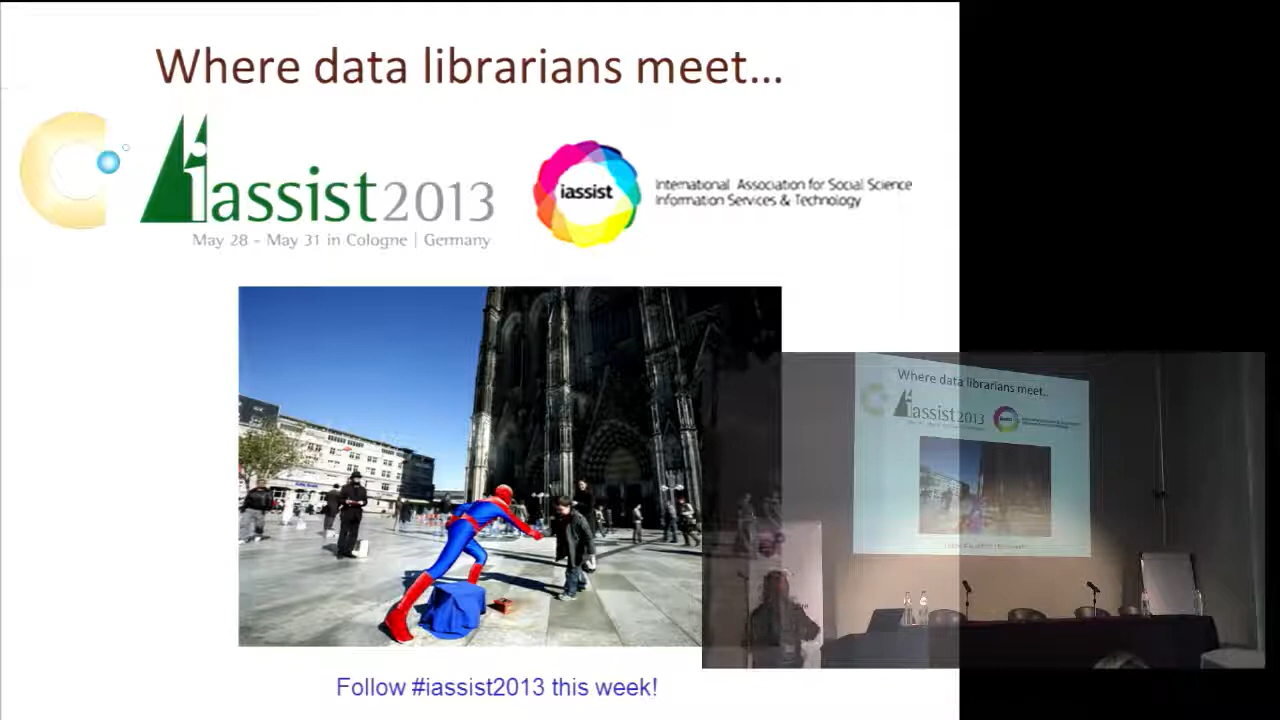 Where data librarians meet...
iassist2013
May 28 – May 31 in Cologne | Germany
iassist
International Association for Social Science
Information Services & Technology
Follow #iassist2013 this week!
Where data librarians meet...
iassist2013